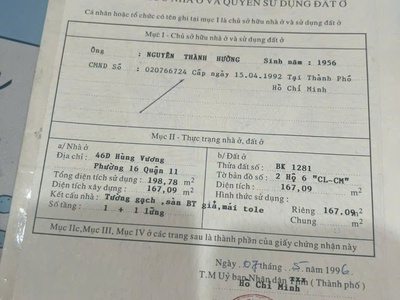 NHÀ Ở VÀ QUYỀN SỬ DỤNG ĐẤT Ở
Cá nhân hoặc tổ chức có tên ghi tại mục I là chủ sở hữu nhà ở và sử dụng đất ở
Mục I - Chủ sở hữu nhà ở và sử dụng đất ở
Ông : NGUYỄN THÀNH HƯỜNG Sinh năm : 1956
CMND Số : 020766724 Cấp ngày 15.04.1992 Tại Thành Phố
Hồ Chí Minh
Mục II - Thực trạng nhà ở, đất ở
a/ Nhà ở
Địa chỉ : 46D Hùng Vương
Phường 16 Quận 11
Tổng diện tích sử dụng : 198,78 m2
Diện tích xây dựng : 167,09 m2
Kết cấu nhà : Tường gạch ,sàn BT giả,mái tole
Số tầng : 1 + 1 lửng
b/ Đất ở
Thửa đất số : BK 1281
Tờ bản đồ số : 2 Hộ 6 "CL-CM"
Diện tích : 167,09 m2
Hình thức sử dụng :
Riêng 167.09 m2
Chung m2
Mục IIc, Mục III, Mục IV ở các trang sau là thành phần của giấy chứng nhận này
Ngày 07 tháng 5 năm 1996
T.M Uỷ ban Nhân dân (Thành phố)
Ho Chi Minh